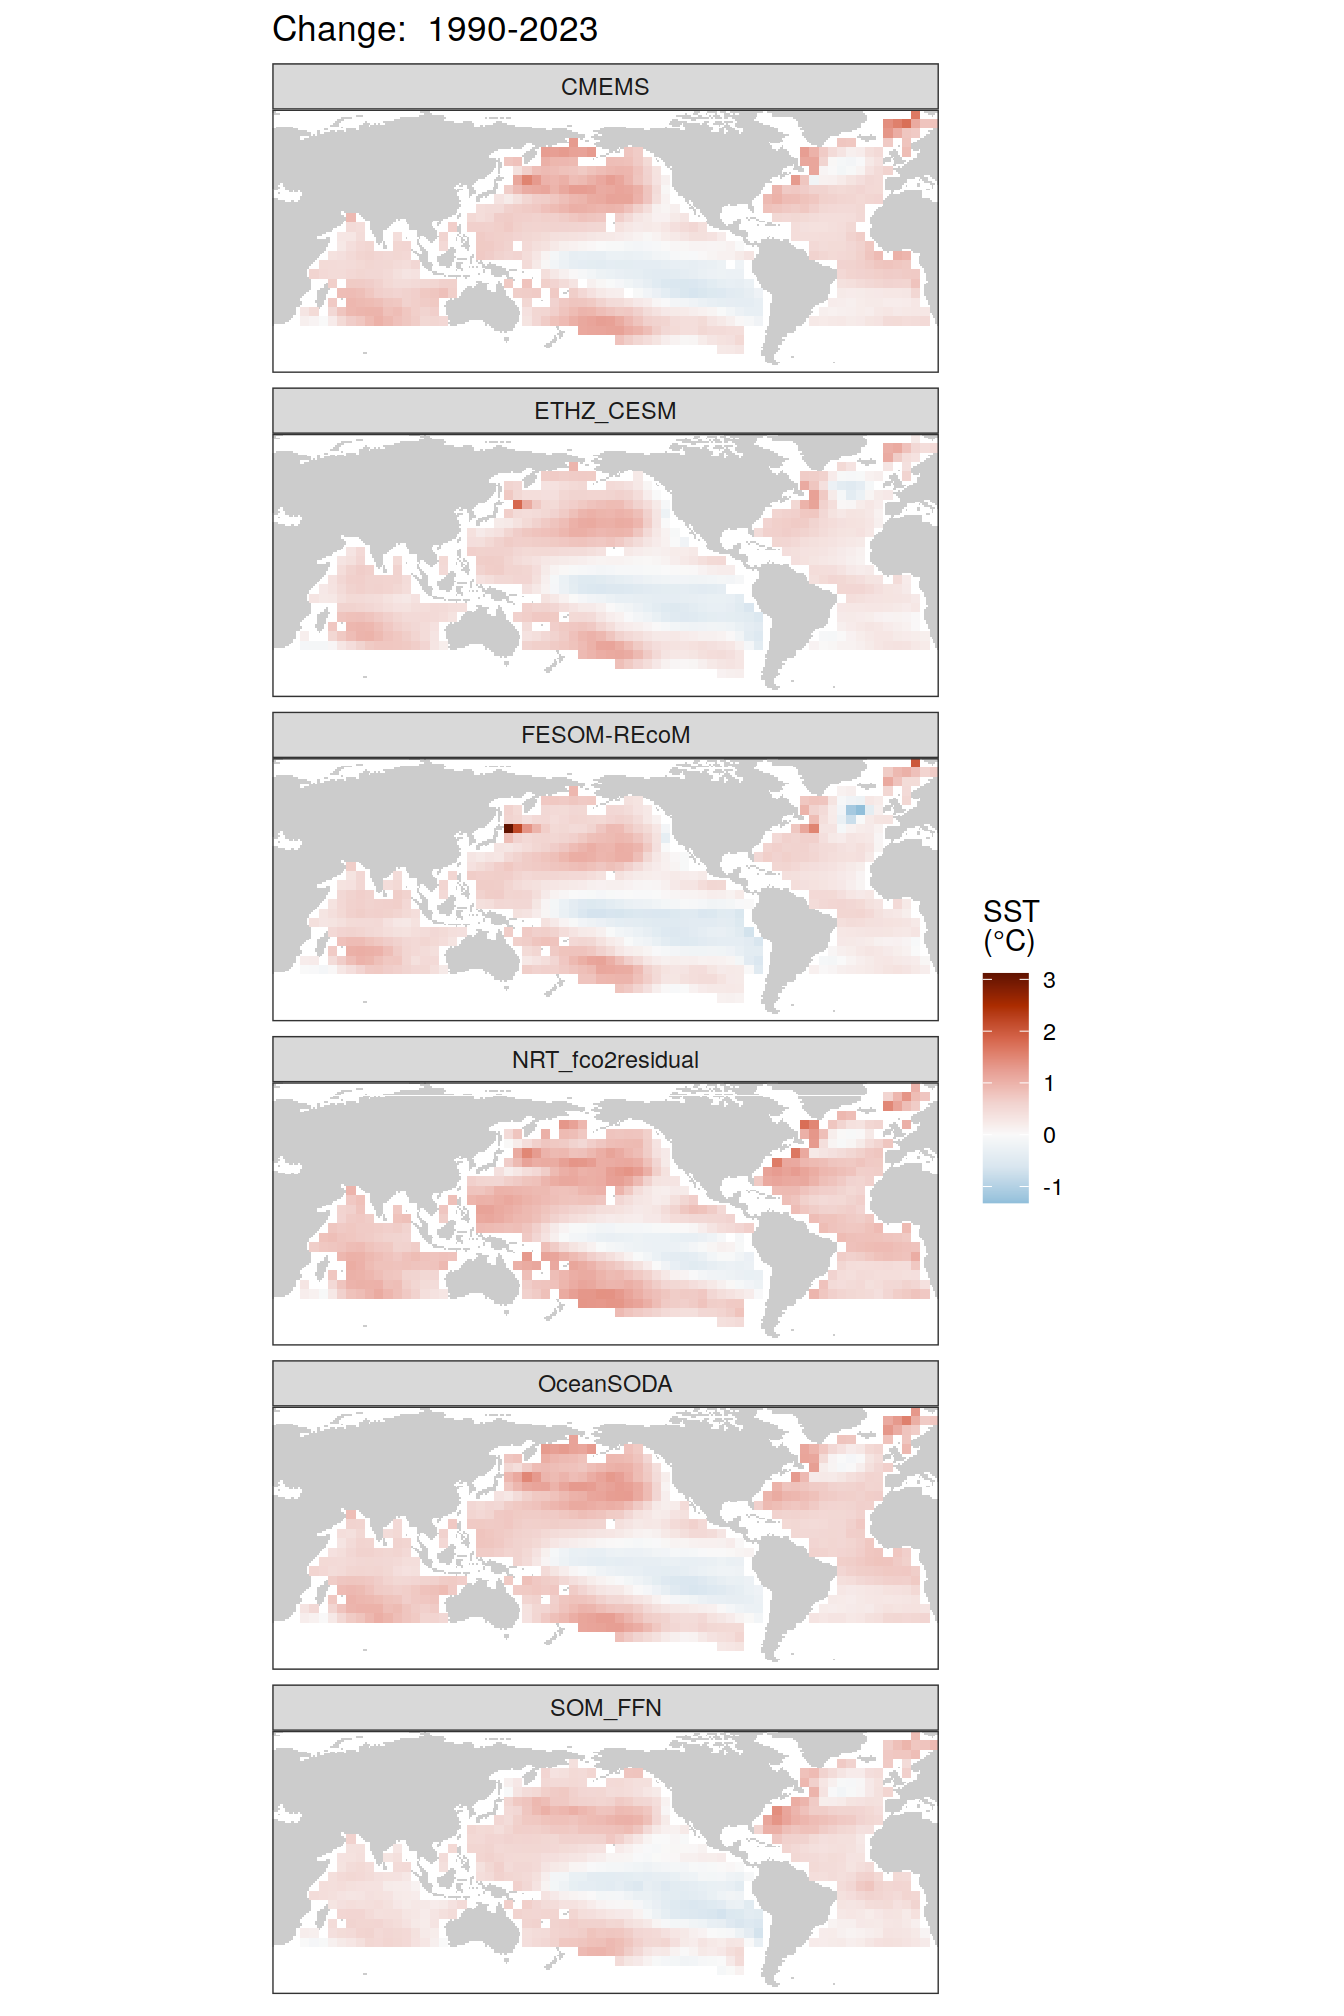 Change: 1990-2023
CMEMS
ETHZ_CESM
FESOM-REcoM
SST
(°C)
3
2
1
0
-1
NRT_fco2residual
OceanSODA
SOM_FFN